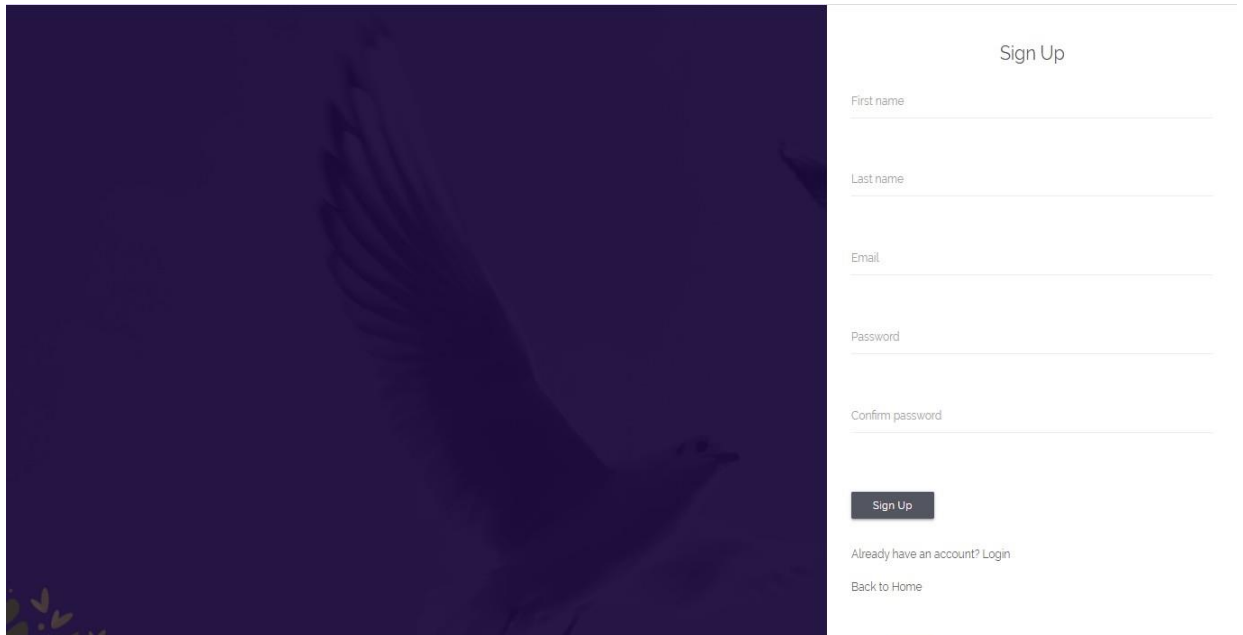 Sign Up
First name
Last name
Email
Password
Confirm password
Sign Up
Already have an account? Login
Back to Home